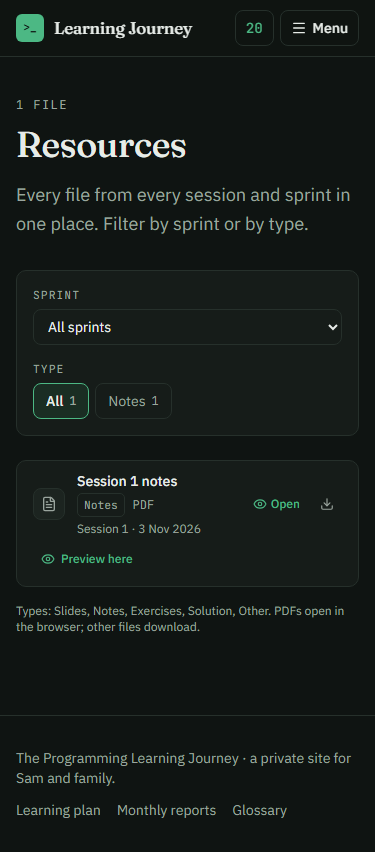 >_ Learning Journey 20 Menu
1 FILE
Resources
Every file from every session and sprint in
one place. Filter by sprint or by type.
SPRINT
All sprints
TYPE
All 1 Notes 1
Session 1 notes
Notes PDF
Open
Session 1 · 3 Nov 2026
Preview here
Types: Slides, Notes, Exercises, Solution, Other. PDFs open in
the browser; other files download.
The Programming Learning Journey · a private site for
Sam and family.
Learning plan Monthly reports Glossary